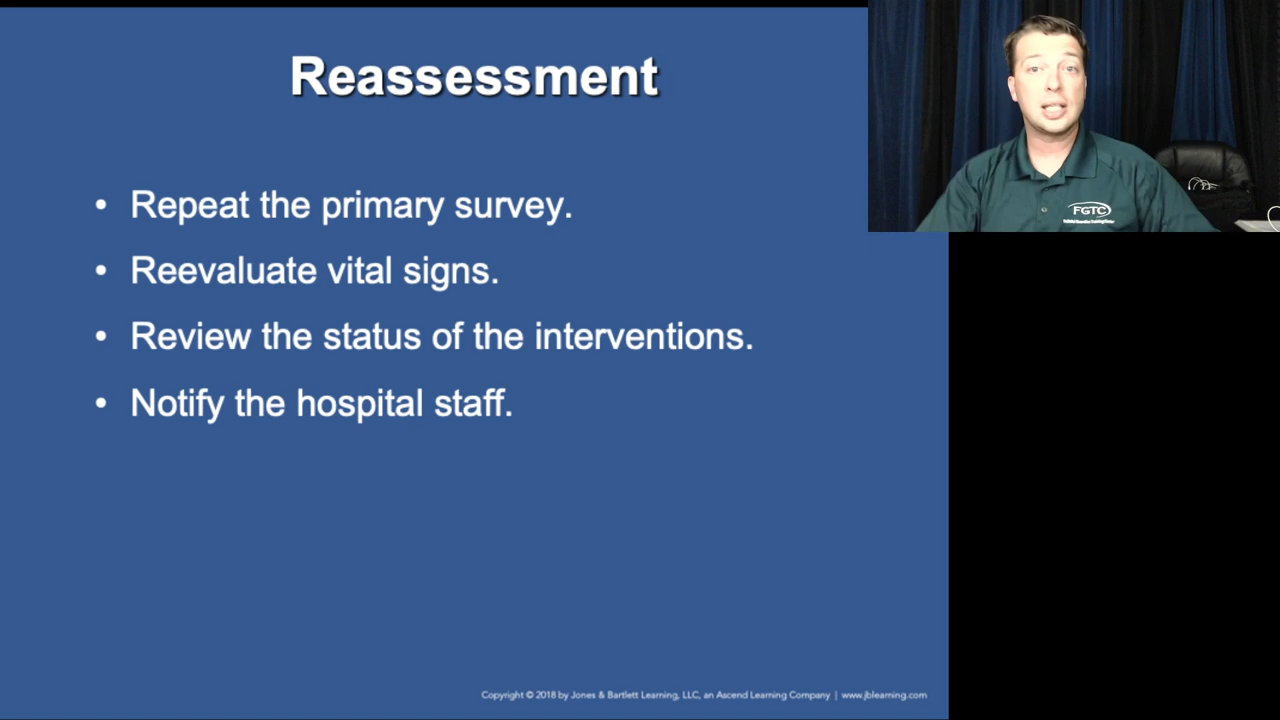 Reassessment
• Repeat the primary survey.
• Reevaluate vital signs.
• Review the status of the interventions.
• Notify the hospital staff.
Copyright © 2018 by Jones & Bartlett Learning, LLC, an Ascend Learning Company | www.jblearning.com
FGTC